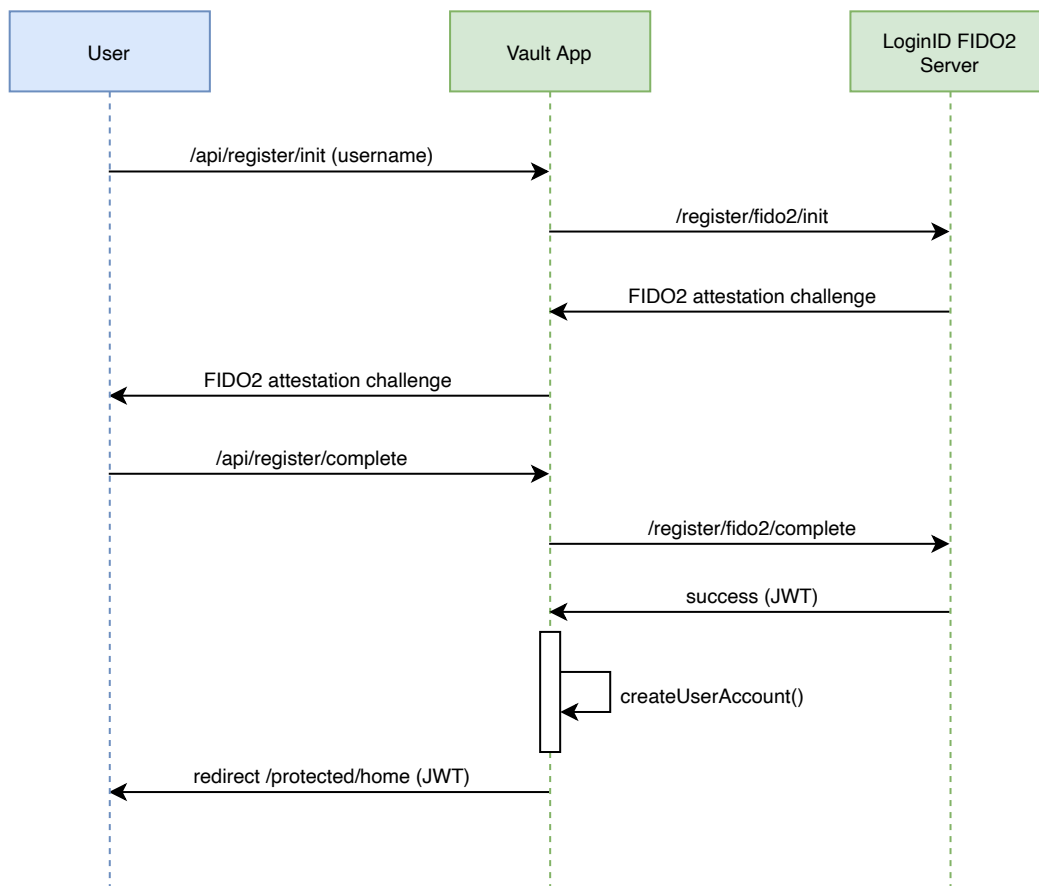 User
Vault App
LoginID FIDO2
Server
/api/register/init (username)
/register/fido2/init
FIDO2 attestation challenge
FIDO2 attestation challenge
/api/register/complete
/register/fido2/complete
success (JWT)
createUserAccount()
redirect /protected/home (JWT)